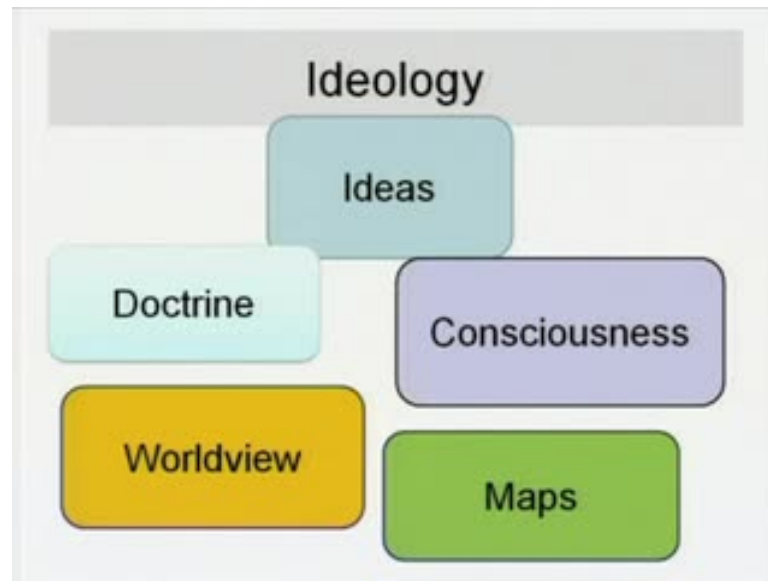 Ideology
Ideas
Doctrine
Consciousness
Worldview
Maps